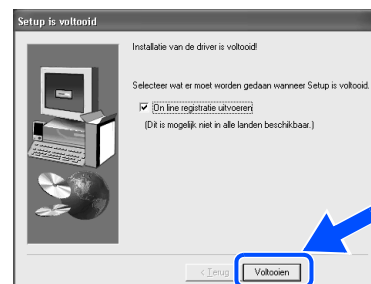 Setup is voltooid
Installatie van de driver is voltooid!
Selecteer wat er moet worden gedaan wanneer Setup is voltooid.
On line registratie uitvoeren
(Dit is mogelijk niet in alle landen beschikbaar.)
< Terug
Voltooien